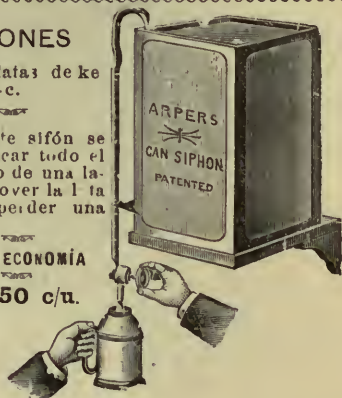 ONES
latas de ke
c.
te sifón se
car todo el
o de una la-
over la l ta
perder una
ECONOMÍA
50 c/u.
ARPERS
CAN SIPHON
PATENTED